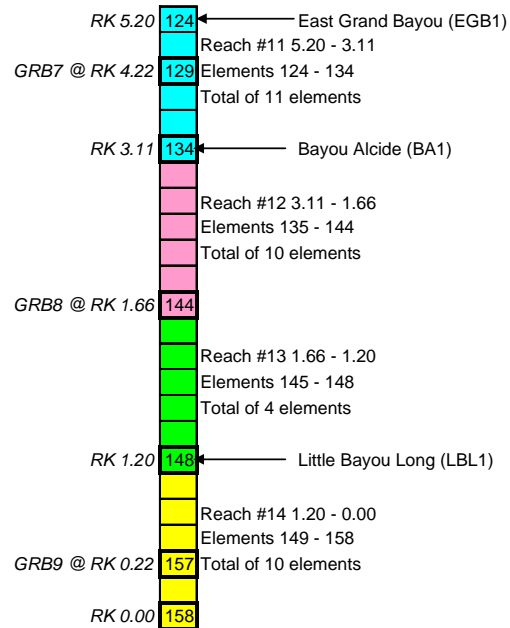 RK 5.20 124 East Grand Bayou (EGB1)
Reach #11 5.20 - 3.11
GRB7 @ RK 4.22 129 Elements 124 - 134
Total of 11 elements
RK 3.11 134 Bayou Alcide (BA1)
Reach #12 3.11 - 1.66
Elements 135 - 144
Total of 10 elements
GRB8 @ RK 1.66 144
Reach #13 1.66 - 1.20
Elements 145 - 148
Total of 4 elements
RK 1.20 148 Little Bayou Long (LBL1)
Reach #14 1.20 - 0.00
Elements 149 - 158
GRB9 @ RK 0.22 157 Total of 10 elements
RK 0.00 158